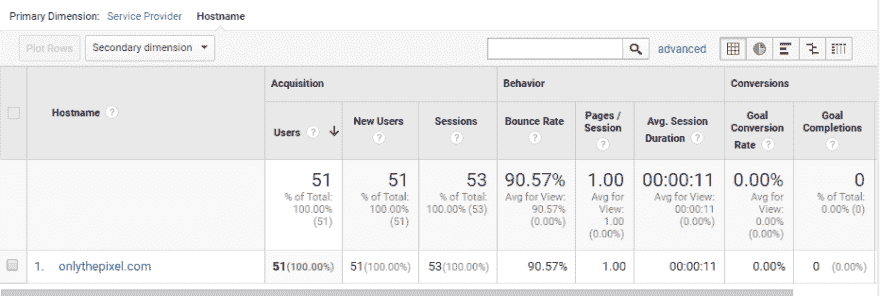 Primary Dimension: Service Provider Hostname
Plot Rows Secondary dimension advanced
Acquisition Behavior Conversions
Hostname ? Users ? New Users ? Sessions ? Bounce Rate ? Pages / Session ? Avg. Session Duration ? Goal Conversion Rate ? Goal Completions ?
51 % of Total: 100.00% (51)
51 % of Total: 100.00% (51)
53 % of Total: 100.00% (53)
90.57% Avg for View: 90.57% (0.00%)
1.00 Avg for View: 1.00 (0.00%)
00:00:11 Avg for View: 00:00:11 (0.00%)
0.00% Avg for View: 0.00% (0.00%)
0 % of Total: 0.00% (0)
1. onlythepixel.com 51(100.00%) 51(100.00%) 53(100.00%) 90.57% 1.00 00:00:11 0.00% 0 (0.00%)